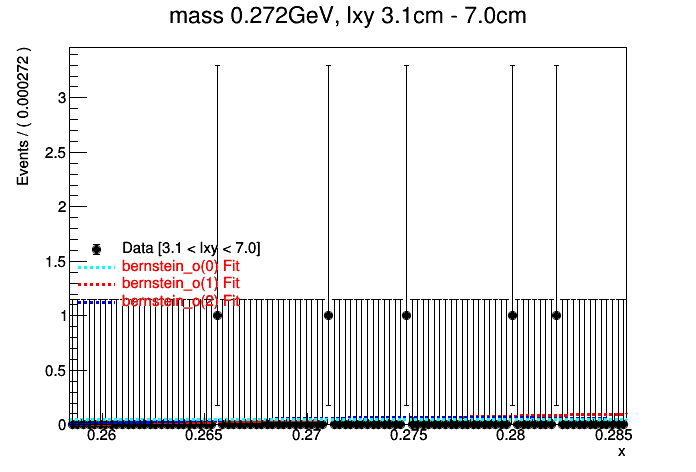 mass 0.272GeV, lxy 3.1cm - 7.0cm
Events / ( 0.000272 )
3
2.5
2
1.5
1
0.5
0
Data [3.1 < lxy < 7.0]
bernstein_o(0) Fit
bernstein_o(1) Fit
bernstein_o(2) Fit
0.26 0.265 0.27 0.275 0.28 0.285
x